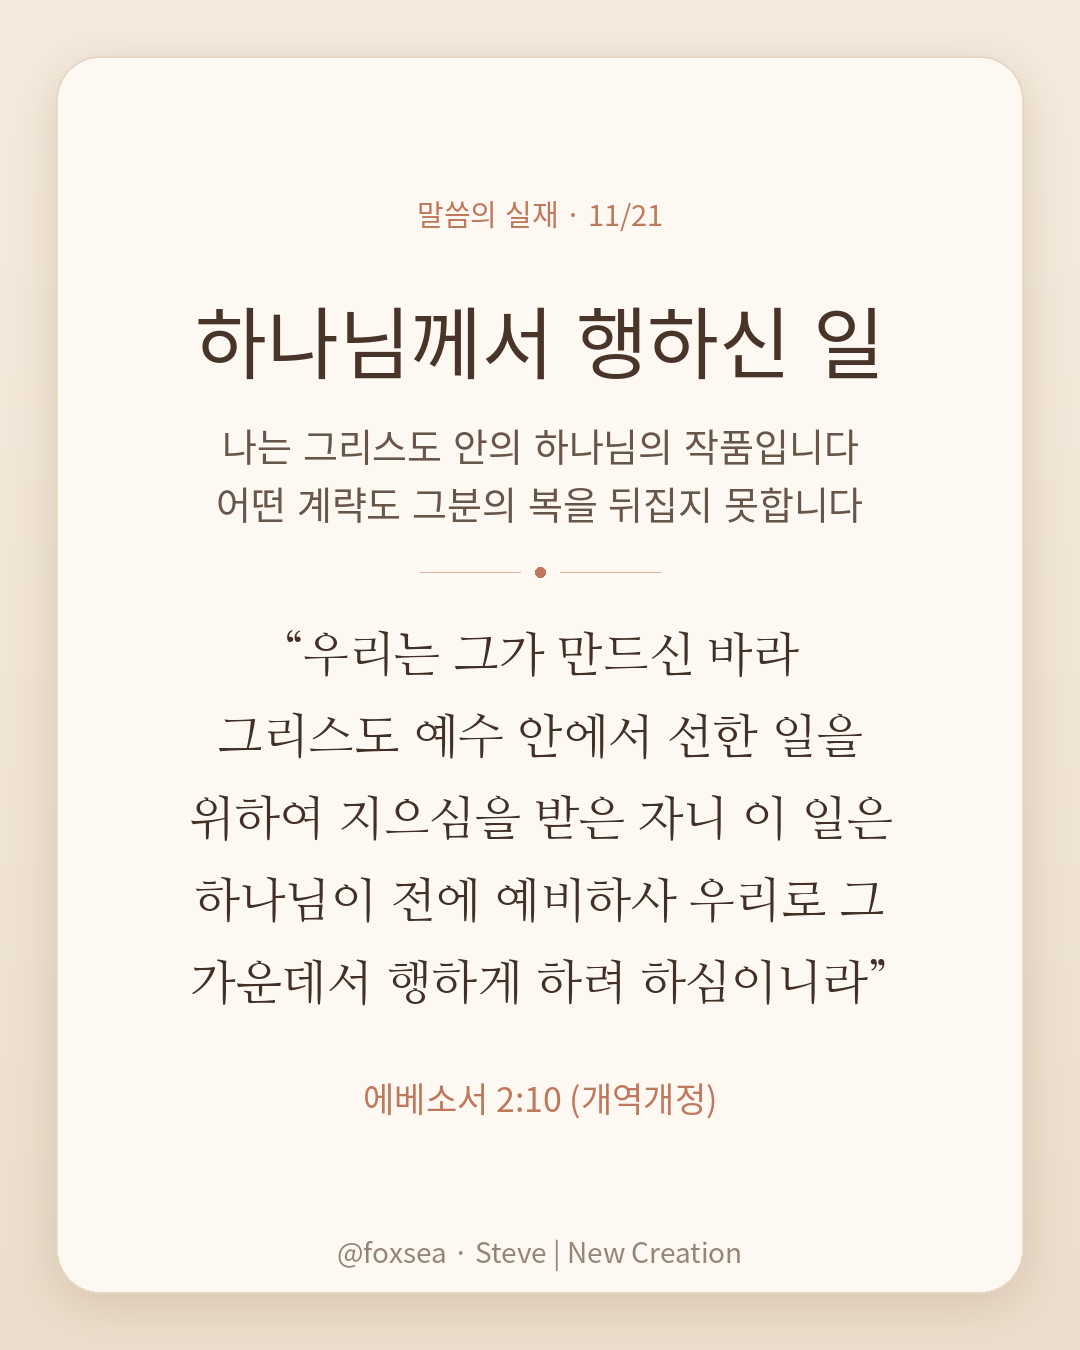 말씀의 실재 · 11/21
하나님께서 행하신 일
나는 그리스도 안의 하나님의 작품입니다
어떤 계략도 그분의 복을 뒤집지 못합니다
“우리는 그가 만드신 바라
그리스도 예수 안에서 선한 일을
위하여 지으심을 받은 자니 이 일은
하나님이 전에 예비하사 우리로 그
가운데서 행하게 하려 하심이니라”
에베소서 2:10 (개역개정)
@foxsea · Steve | New Creation